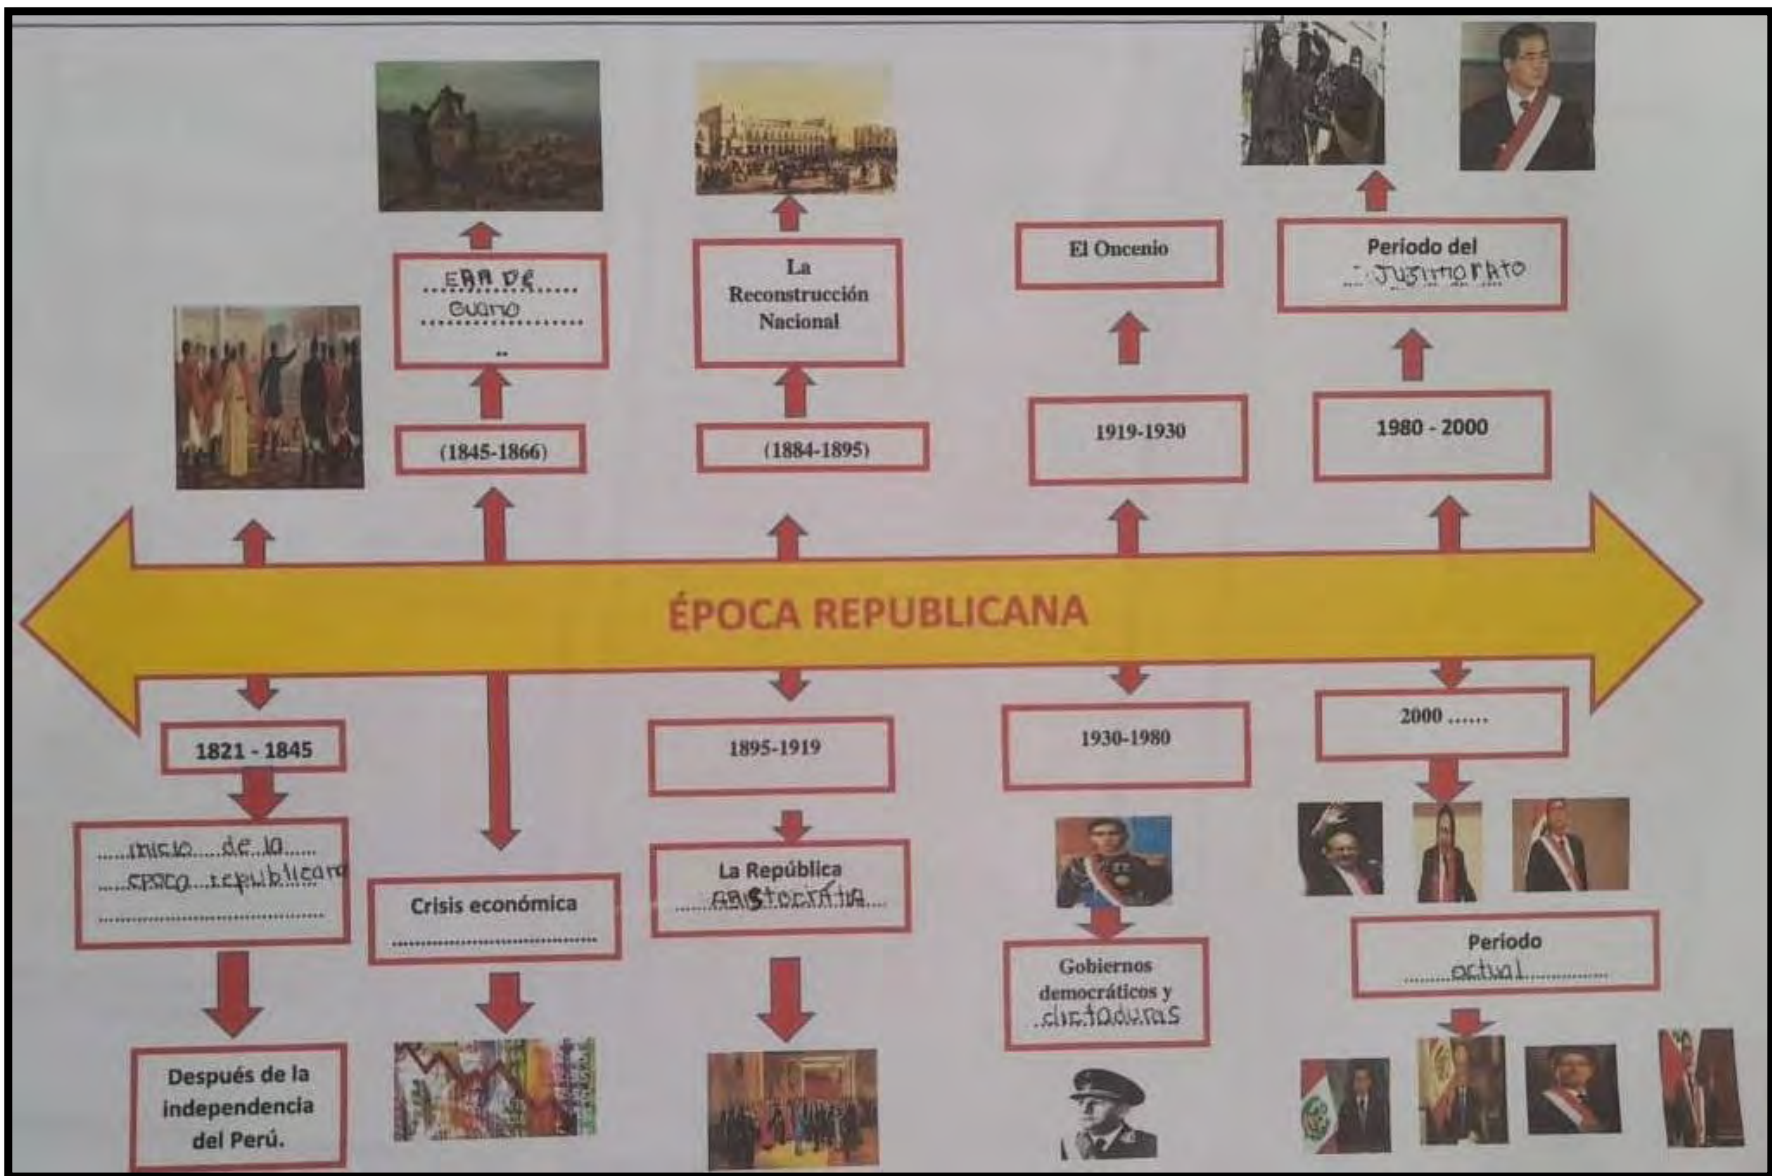 ERA DE
Guano
La
Reconstrucción
Nacional
El Oncenio
Periodo del
(1845-1866)
(1884-1895)
1919-1930
1980 - 2000
ÉPOCA REPUBLICANA
1821 - 1845
1895-1919
1930-1980
2000 ......
inicio de la
epoca republicana
Crisis económica
La República
Gobiernos
democráticos y
dictaduras
Periodo
actual
Después de la
independencia
del Perú.